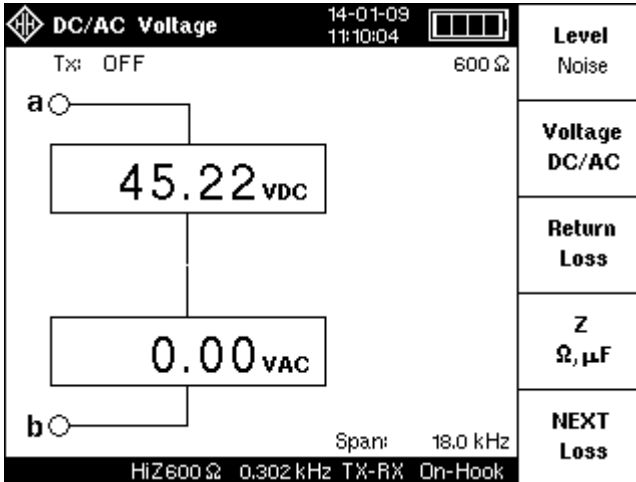 DC/AC Voltage
14-01-09
11:10:04
Tx: OFF
600 Ω
a
45.22 VDC
0.00 VAC
b
Span: 18.0 kHz
HiZ600 Ω 0.302 kHz TX-RX On-Hook
Level
Noise
Voltage
DC/AC
Return
Loss
Z
Ω,µF
NEXT
Loss